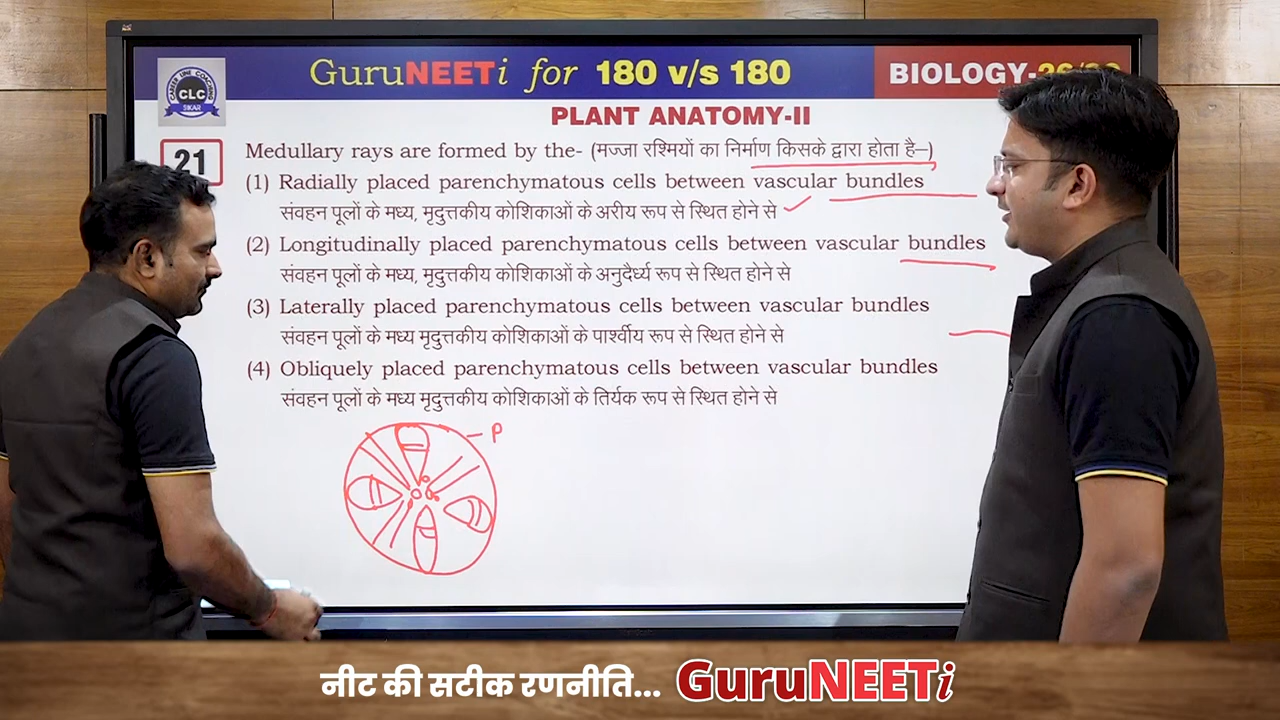 GuruNEETi for 180 v/s 180
BIOLOGY-
CAREER LINE COACHING
CLC
SIKAR
PLANT ANATOMY-II
21
Medullary rays are formed by the- (मज्जा रश्मियों का निर्माण किसके द्वारा होता है–)
(1) Radially placed parenchymatous cells between vascular bundles
संवहन पूलों के मध्य, मृदुत्तकीय कोशिकाओं के अरीय रूप से स्थित होने से
(2) Longitudinally placed parenchymatous cells between vascular bundles
संवहन पूलों के मध्य, मृदुत्तकीय कोशिकाओं के अनुदैर्ध्य रूप से स्थित होने से
(3) Laterally placed parenchymatous cells between vascular bundles
संवहन पूलों के मध्य मृदुत्तकीय कोशिकाओं के पार्श्वीय रूप से स्थित होने से
(4) Obliquely placed parenchymatous cells between vascular bundles
संवहन पूलों के मध्य मृदुत्तकीय कोशिकाओं के तिर्यक रूप से स्थित होने से
P
नीट की सटीक रणनीति... GuruNEETi